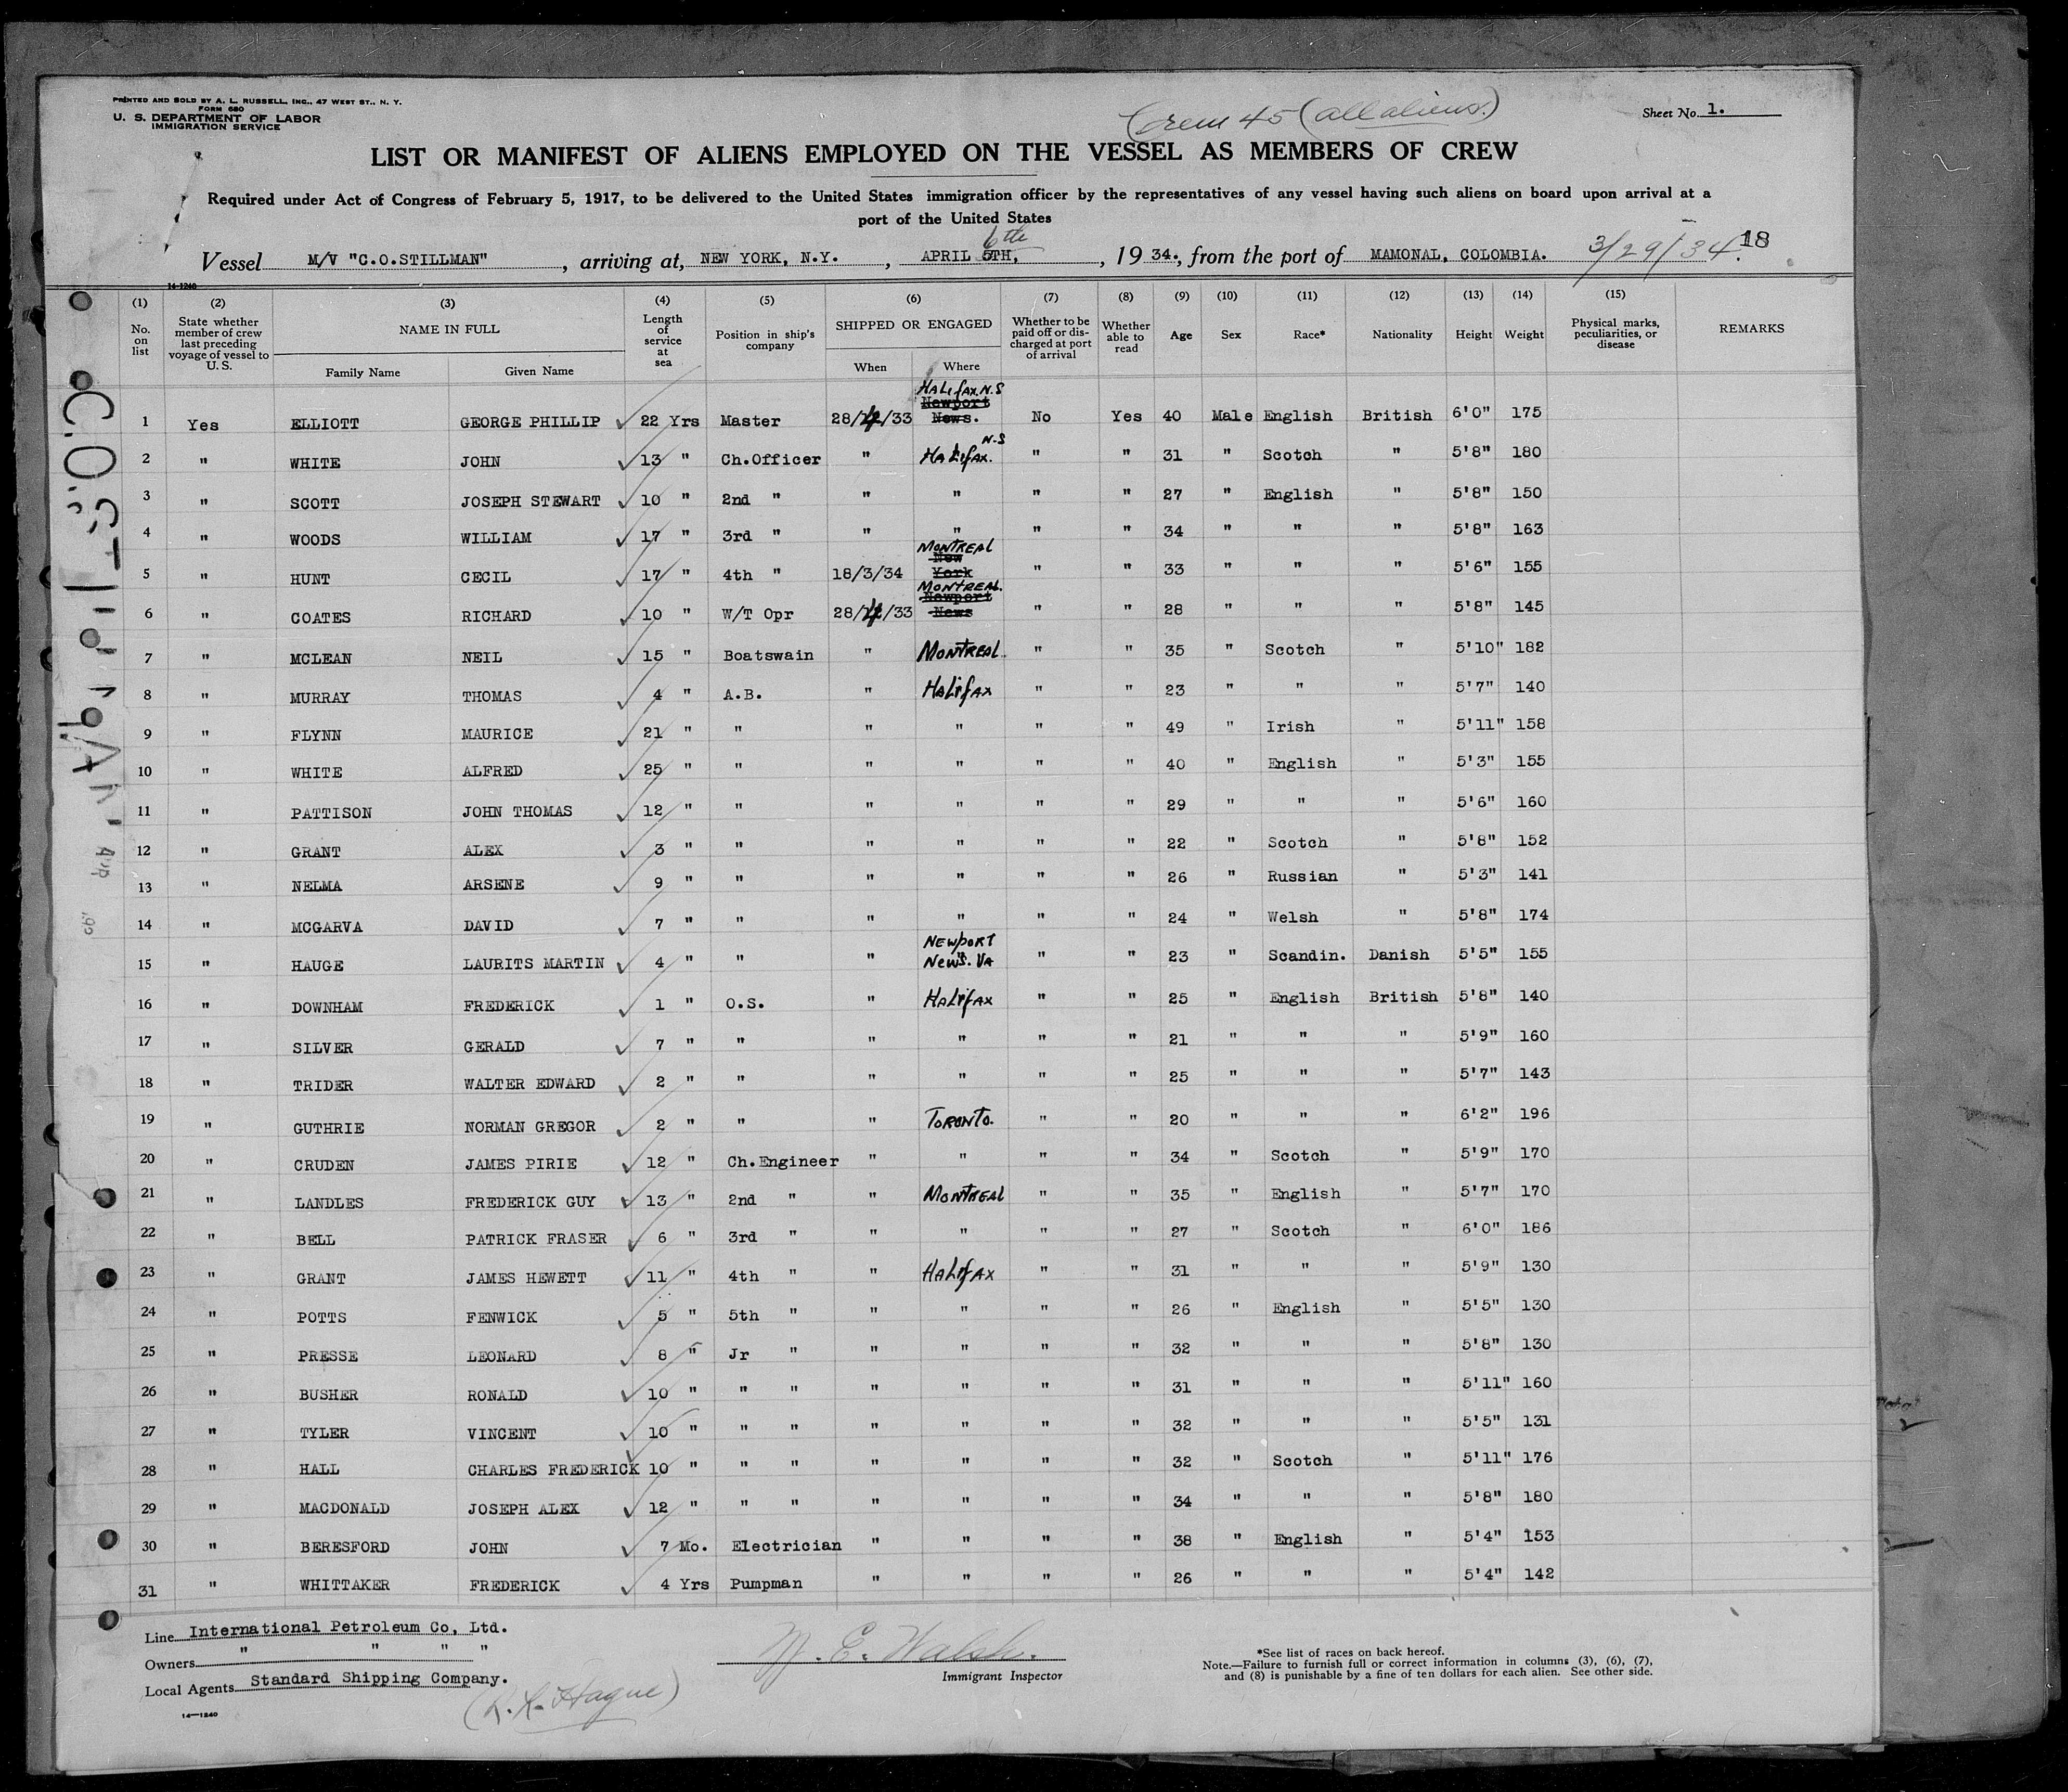 PRINTED AND SOLD BY A. L. RUSSELL, INC., 47 WEST ST., N. Y.
FORM 680
U. S. DEPARTMENT OF LABOR
IMMIGRATION SERVICE
Crew 45 (all aliens.)
Sheet No. 1.
LIST OR MANIFEST OF ALIENS EMPLOYED ON THE VESSEL AS MEMBERS OF CREW
Required under Act of Congress of February 5, 1917, to be delivered to the United States immigration officer by the representatives of any vessel having such aliens on board upon arrival at a
port of the United States
6th
Vessel M/V "C.O.STILLMAN", arriving at, NEW YORK, N.Y., APRIL 5TH, , 19 34., from the port of MAMONAL, COLOMBIA. 3/29/34. 18
14-1240
(1) (2) (3) (4) (5) (6) (7) (8) (9) (10) (11) (12) (13) (14) (15)
No. on list
State whether member of crew last preceding voyage of vessel to U. S.
NAME IN FULL
Family Name
Given Name
Length of service at sea
Position in ship's company
SHIPPED OR ENGAGED
When
Where
Whether to be paid off or discharged at port of arrival
Whether able to read
Age
Sex
Race*
Nationality
Height
Weight
Physical marks, peculiarities, or disease
REMARKS
1 Yes ELLIOTT GEORGE PHILLIP 22 Yrs Master 28/4/33 Halifax.N.S Newport News. No Yes 40 Male English British 6'0" 175
2 " WHITE JOHN 13 " Ch.Officer " Halifax. N.S " " 31 " Scotch " 5'8" 180
3 " SCOTT JOSEPH STEWART 10 " 2nd " " " " " 27 " English " 5'8" 150
4 " WOODS WILLIAM 17 " 3rd " " " " " 34 " " " 5'8" 163
5 " HUNT CECIL 17 " 4th " 18/3/34 Montreal New York " " 33 " " " 5'6" 155
6 " COATES RICHARD 10 " W/T Opr 28/4/33 Montreal. Newport News " " 28 " " " 5'8" 145
7 " MCLEAN NEIL 15 " Boatswain " Montreal. " " 35 " Scotch " 5'10" 182
8 " MURRAY THOMAS 4 " A.B. " Halifax " " 23 " " " 5'7" 140
9 " FLYNN MAURICE 21 " " " " " " 49 " Irish " 5'11" 158
10 " WHITE ALFRED 25 " " " " " " 40 " English " 5'3" 155
11 " PATTISON JOHN THOMAS 12 " " " " " " 29 " " " 5'6" 160
12 " GRANT ALEX 3 " " " " " " 22 " Scotch " 5'8" 152
13 " NELMA ARSENE 9 " " " " " " 26 " Russian " 5'3" 141
14 " MCGARVA DAVID 7 " " " " " " 24 " Welsh " 5'8" 174
15 " HAUGE LAURITS MARTIN 4 " " " Newport News. Va " " 23 " Scandin. Danish 5'5" 155
16 " DOWNHAM FREDERICK 1 " O.S. " Halifax " " 25 " English British 5'8" 140
17 " SILVER GERALD 7 " " " " " " 21 " " " 5'9" 160
18 " TRIDER WALTER EDWARD 2 " " " " " " 25 " " " 5'7" 143
19 " GUTHRIE NORMAN GREGOR 2 " " " Toronto. " " 20 " " " 6'2" 196
20 " CRUDEN JAMES PIRIE 12 " Ch.Engineer " " " " 34 " Scotch " 5'9" 170
21 " LANDLES FREDERICK GUY 13 " 2nd " " Montreal " " 35 " English " 5'7" 170
22 " BELL PATRICK FRASER 6 " 3rd " " " " " 27 " Scotch " 6'0" 186
23 " GRANT JAMES HEWETT 11 " 4th " " Halifax " " 31 " " " 5'9" 130
24 " POTTS FENWICK 5 " 5th " " " " " 26 " English " 5'5" 130
25 " PRESSE LEONARD 8 " Jr " " " " " 32 " " " 5'8" 130
26 " BUSHER RONALD 10 " " " " " " " 31 " " " 5'11" 160
27 " TYLER VINCENT 10 " " " " " " " 32 " " " 5'5" 131
28 " HALL CHARLES FREDERICK 10 " " " " " " " 32 " Scotch " 5'11" 176
29 " MACDONALD JOSEPH ALEX 12 " " " " " " " 34 " " " 5'8" 180
30 " BERESFORD JOHN 7 Mo. Electrician " " " " 38 " English " 5'4" 153
31 " WHITTAKER FREDERICK 4 Yrs Pumpman " " " " 26 " " " 5'4" 142
Line International Petroleum Co, Ltd.
Owners " " " "
Local Agents Standard Shipping Company.
14-1240
M. E. Walsh.
Immigrant Inspector
*See list of races on back hereof.
Note.—Failure to furnish full or correct information in columns (3), (6), (7),
and (8) is punishable by a fine of ten dollars for each alien. See other side.
C.O.Stillman